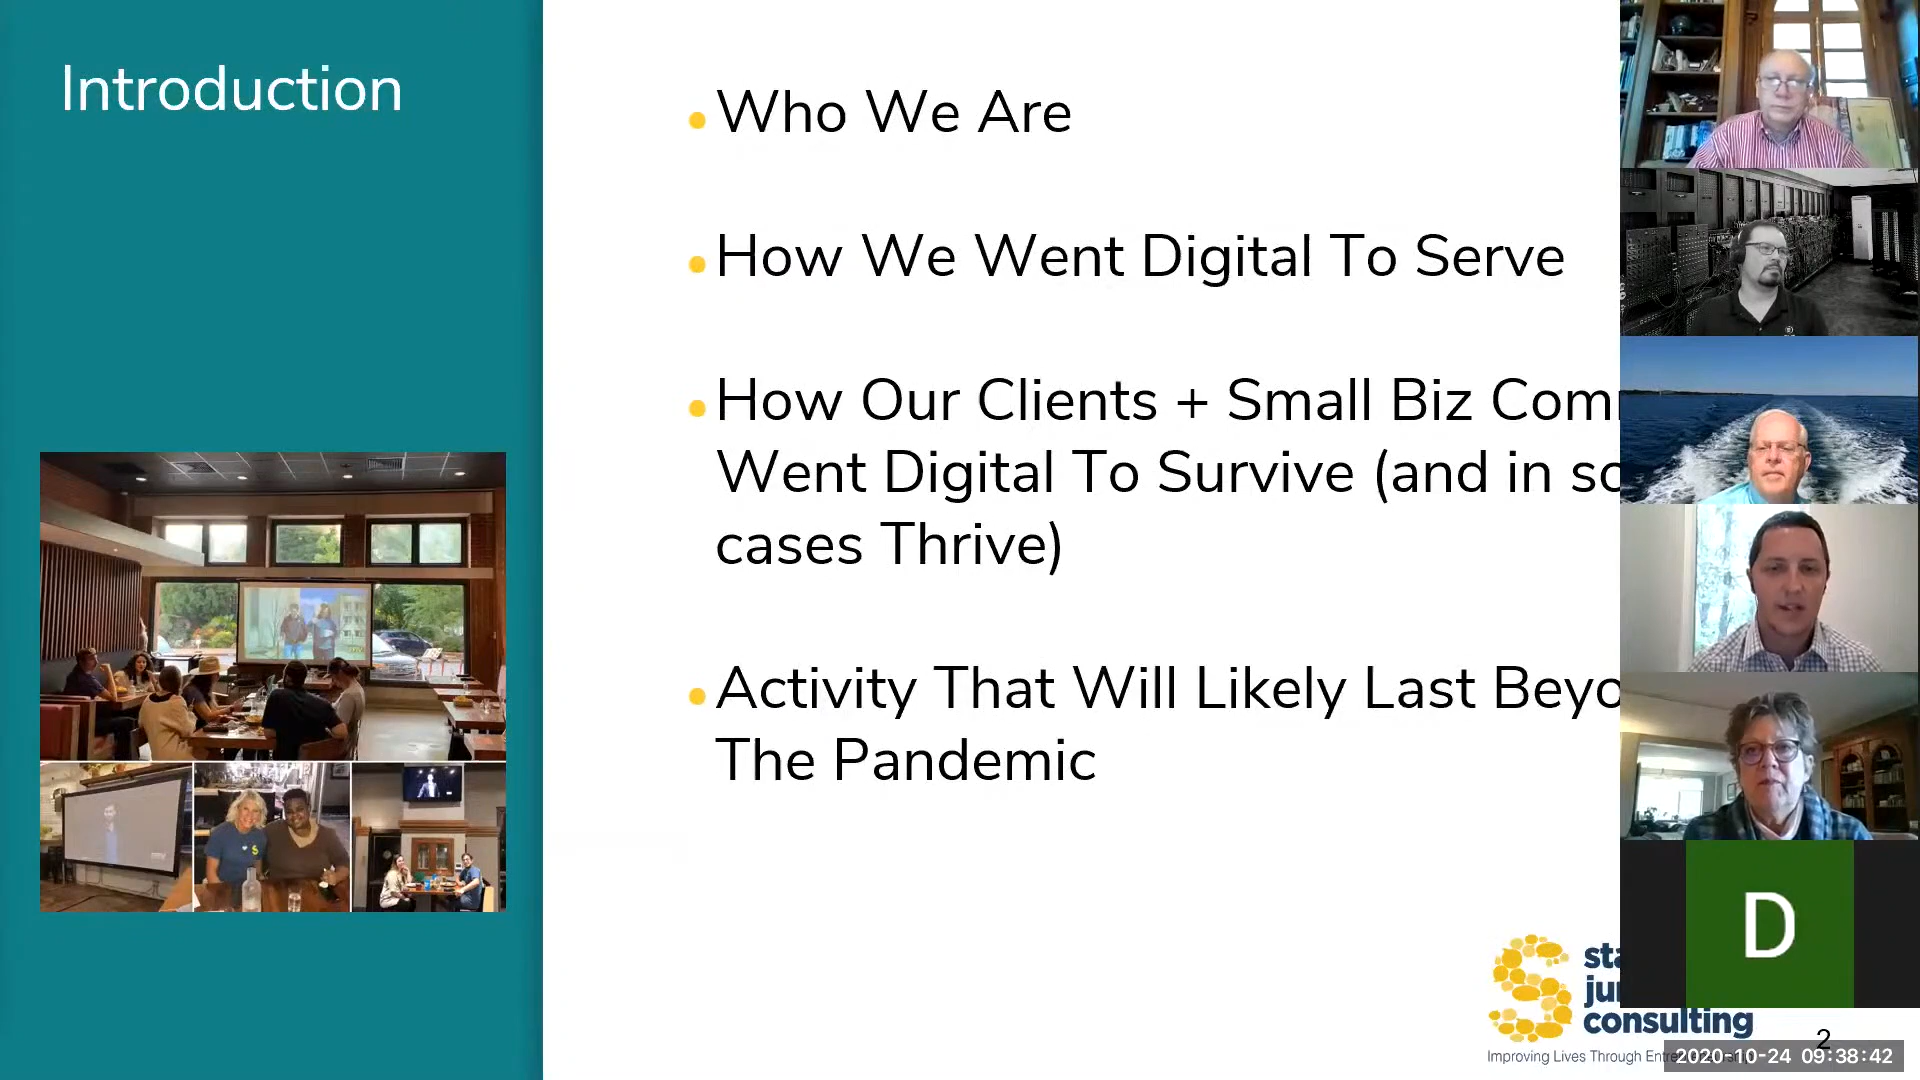 Introduction
Who We Are
How We Went Digital To Serve
How Our Clients + Small Biz Com
Went Digital To Survive (and in so
cases Thrive)
Activity That Will Likely Last Beyo
The Pandemic
D
sta
consulting
Improving Lives Through
2
2020-10-24 09:38:42